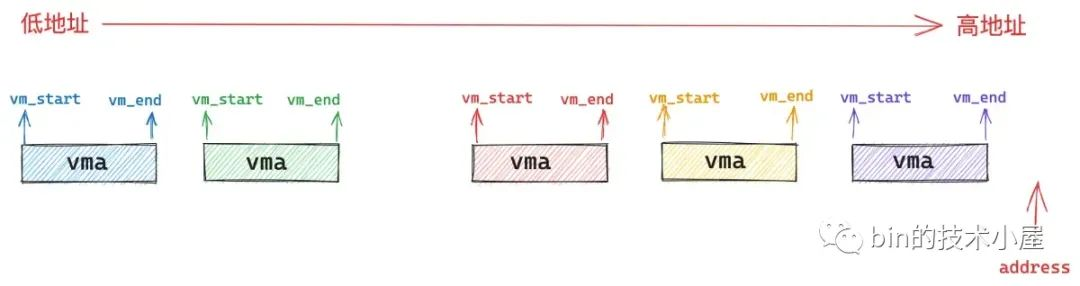 低地址 高地址
vm_start vm_end vm_start vm_end vm_start vm_end vm_start vm_end vm_start vm_end
vma vma vma vma vma
bin的技术小屋
address